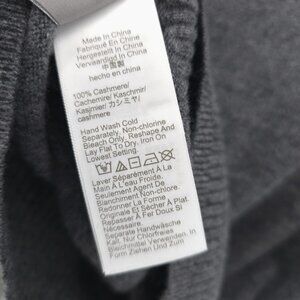 Made In China
Fabriqué En Chine
Hergestellt In China
Vervaardigd In China
中国製
hecho en chino
100% Cashmere/
Cachemire/ Kaschmir/
Kasjmier/ カシミヤ/
cashmere
Hand Wash Cold
Separately, Non-chlorine
Bleach Only, Reshape And
Lay Flat To Dry. Iron On
Lowest Setting.
Laver Séparément À La
Main À L'eau Froide.
Seulement Agent De
Blanchiment Non Chloré
Redonner La Forme
Originale Et Sécher À Plat.
Repasser À Fer Doux Si
Nécessaire.
Separate Handwäsche
Kalt. Nur Chlorfreies
Bleichmittel Verwenden. In
Form Ziehen Und Zum